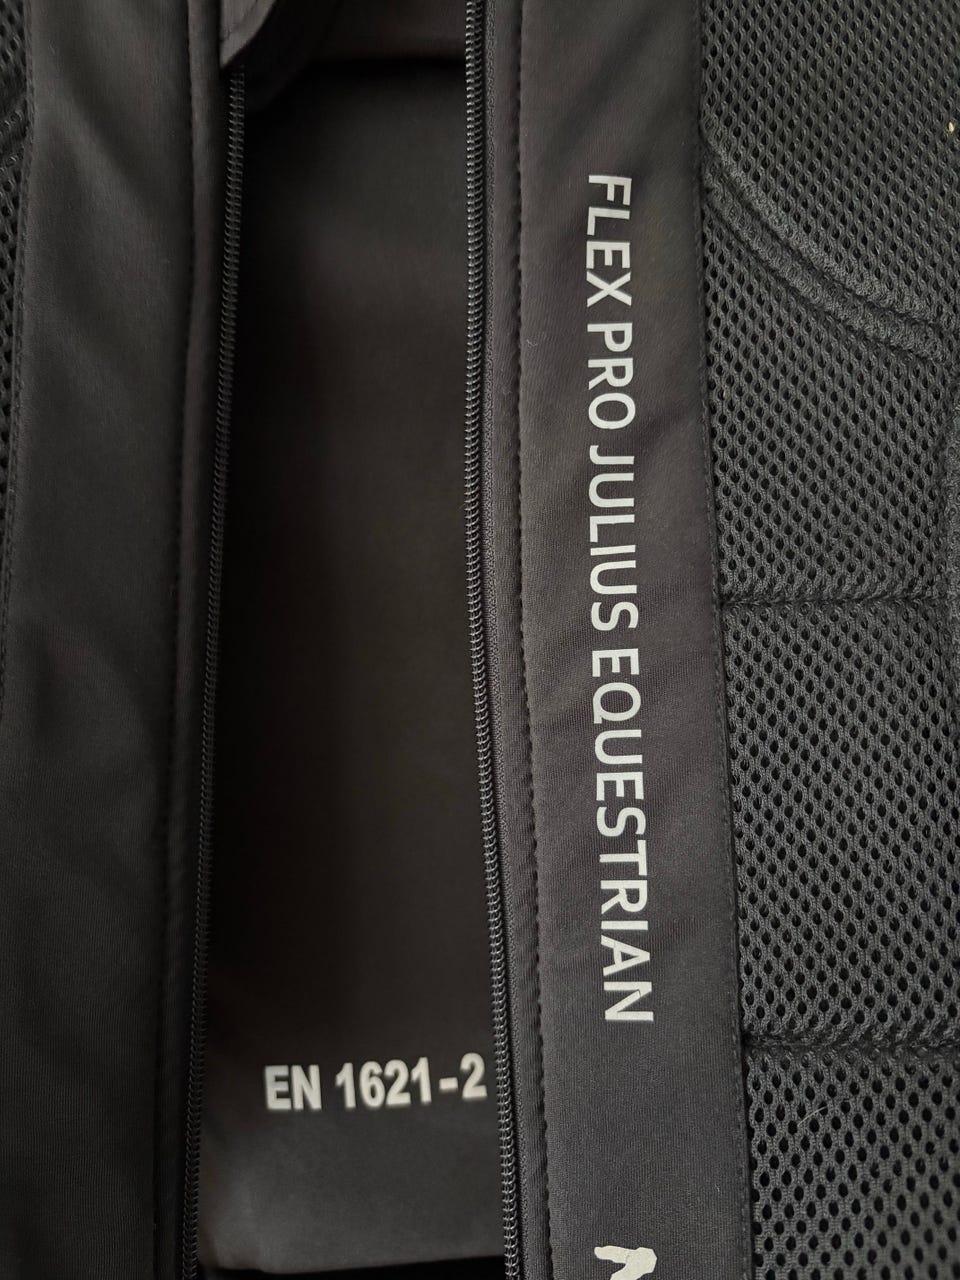 FLEX PRO JULIUS EQUESTRIAN
EN 1621-2